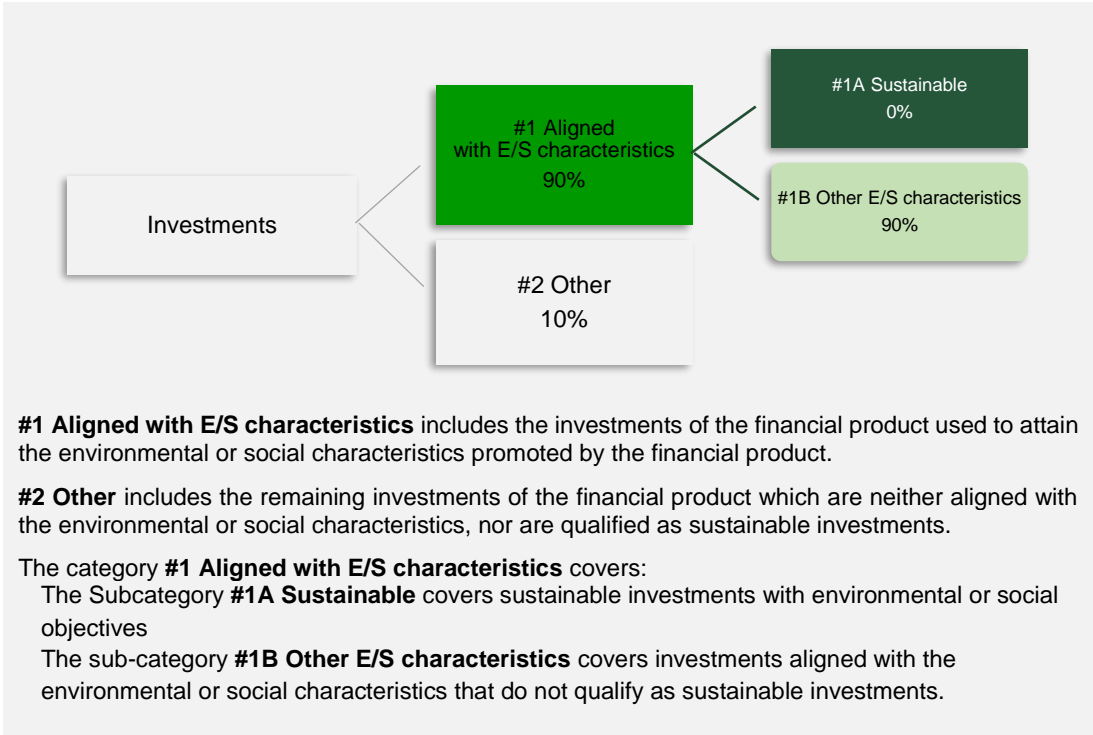 #1A Sustainable
0%
#1 Aligned
with E/S characteristics
90%
#1B Other E/S characteristics
90%
Investments
#2 Other
10%
#1 Aligned with E/S characteristics includes the investments of the financial product used to attain
the environmental or social characteristics promoted by the financial product.
#2 Other includes the remaining investments of the financial product which are neither aligned with
the environmental or social characteristics, nor are qualified as sustainable investments.
The category #1 Aligned with E/S characteristics covers:
The Subcategory #1A Sustainable covers sustainable investments with environmental or social
objectives
The sub-category #1B Other E/S characteristics covers investments aligned with the
environmental or social characteristics that do not qualify as sustainable investments.